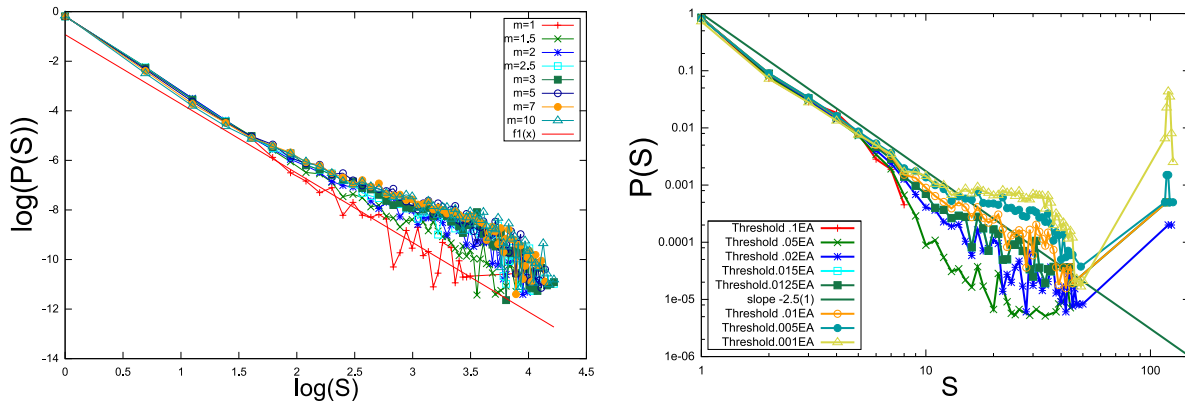 0
-2
-4
-6
-8
-10
-12
-14
0
0.5
1
1.5
2
2.5
3
3.5
4
4.5
log(P(S))
log(S)
m=1
m=1.5
m=2
m=2.5
m=3
m=5
m=7
m=10
f1(x)
1
0.1
0.01
0.001
0.0001
1e-05
1e-06
1
10
100
P(S)
S
Threshold .1EA
Threshold .05EA
Threshold .02EA
Threshold.015EA
Threshold.0125EA
slope -2.5(1)
Threshold .01EA
Threshold.005EA
Threshold.001EA